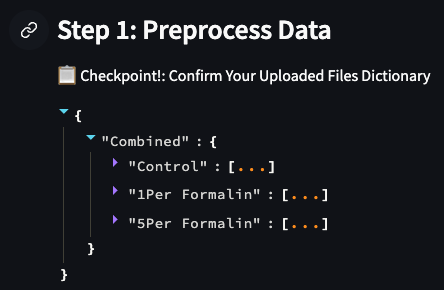 Step 1: Preprocess Data
📋 Checkpoint!: Confirm Your Uploaded Files Dictionary
{
"Combined" : {
"Control" : [...]
"1Per Formalin" : [...]
"5Per Formalin" : [...]
}
}